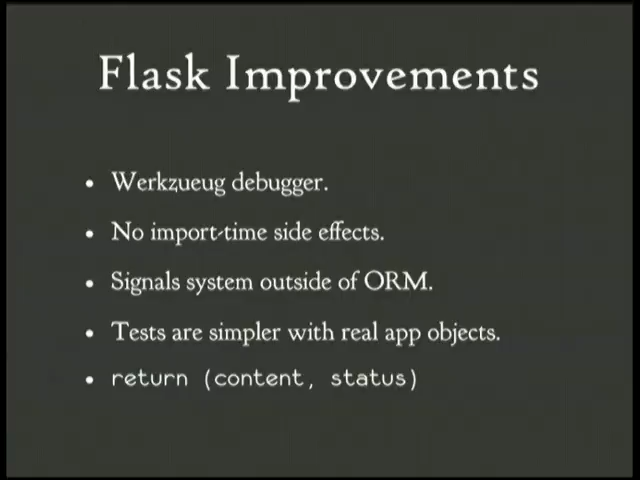 Flask Improvements
• Werkzueug debugger.
• No import-time side effects.
• Signals system outside of ORM.
• Tests are simpler with real app objects.
• return (content, status)